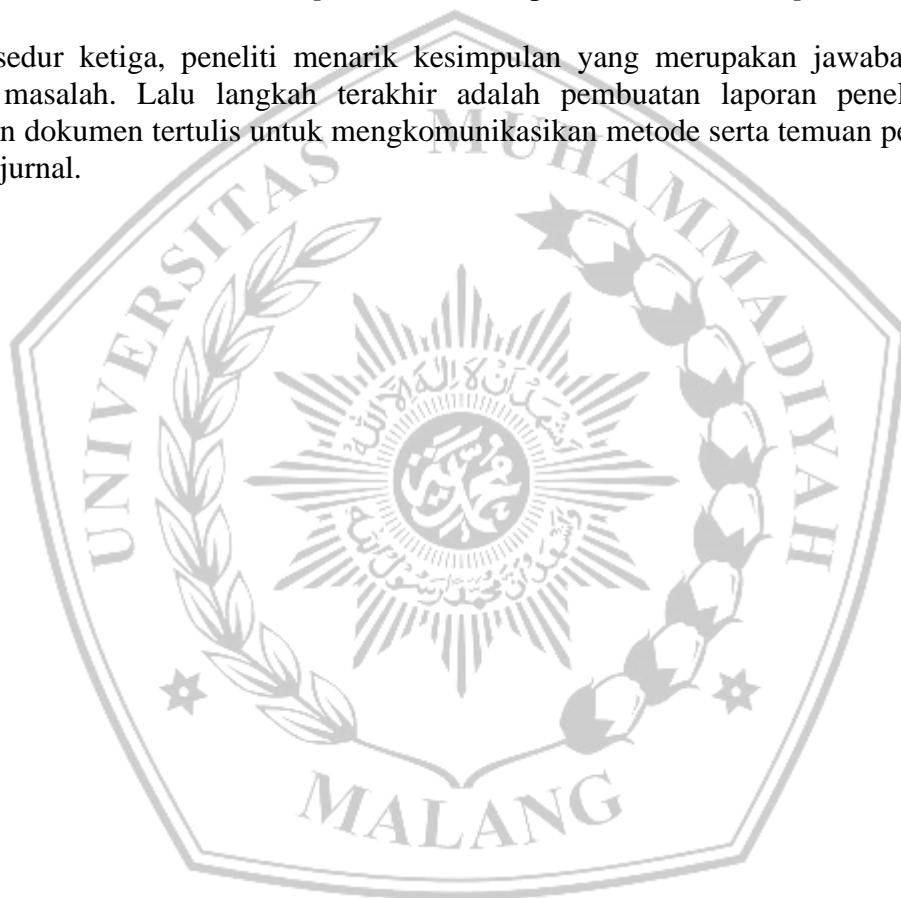 sedur ketiga, peneliti menarik kesimpulan yang merupakan jawaba
masalah. Lalu langkah terakhir adalah pembuatan laporan penel
n dokumen tertulis untuk mengkomunikasikan metode serta temuan pe
jurnal.
UNIVERSITAS MUHAMMADIYAH
MALANG